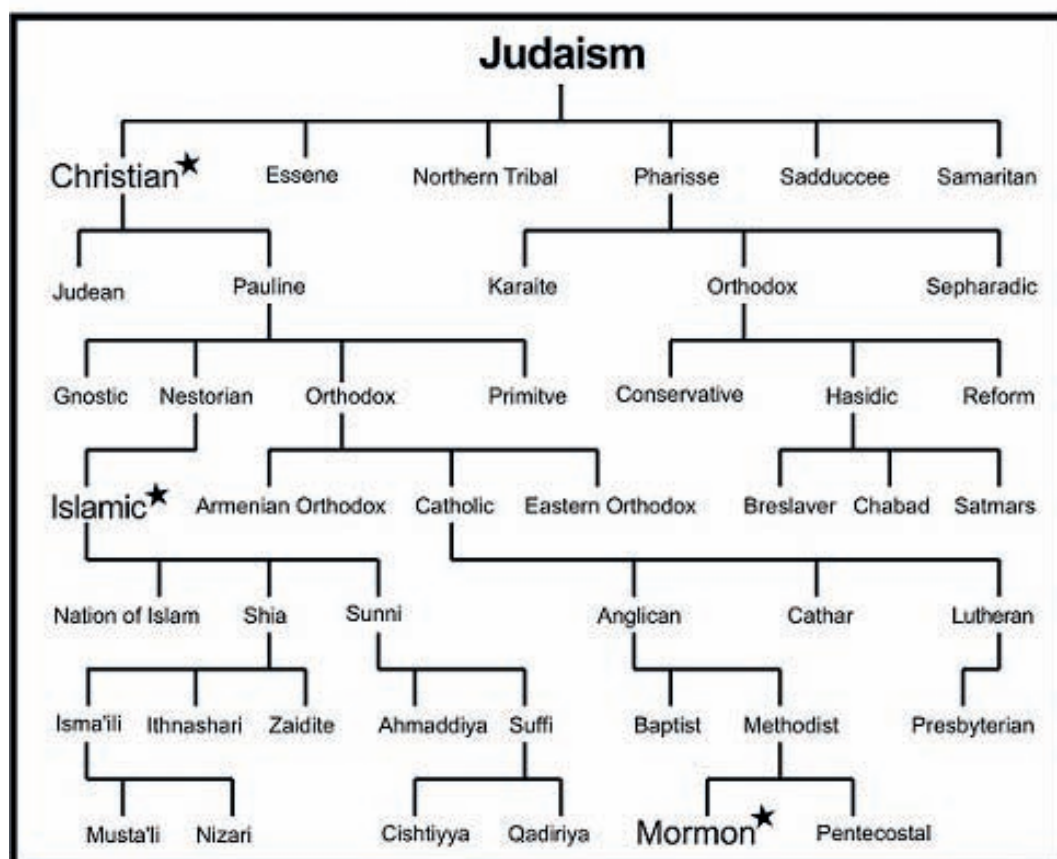 Judaism
Christian Essene Northern Tribal Pharisse Sadduccee Samaritan
Judean Pauline Karaite Orthodox Sepharadic
Gnostic Nestorian Orthodox Primitve Conservative Hasidic Reform
Islamic Armenian Orthodox Catholic Eastern Orthodox Breslaver Chabad Satmars
Nation of Islam Shia Sunni Anglican Cathar Lutheran
Isma'ili Ithnashari Zaidite Ahmaddiya Suffi Baptist Methodist Presbyterian
Musta'li Nizari Cishtiyya Qadiriya Mormon Pentecostal